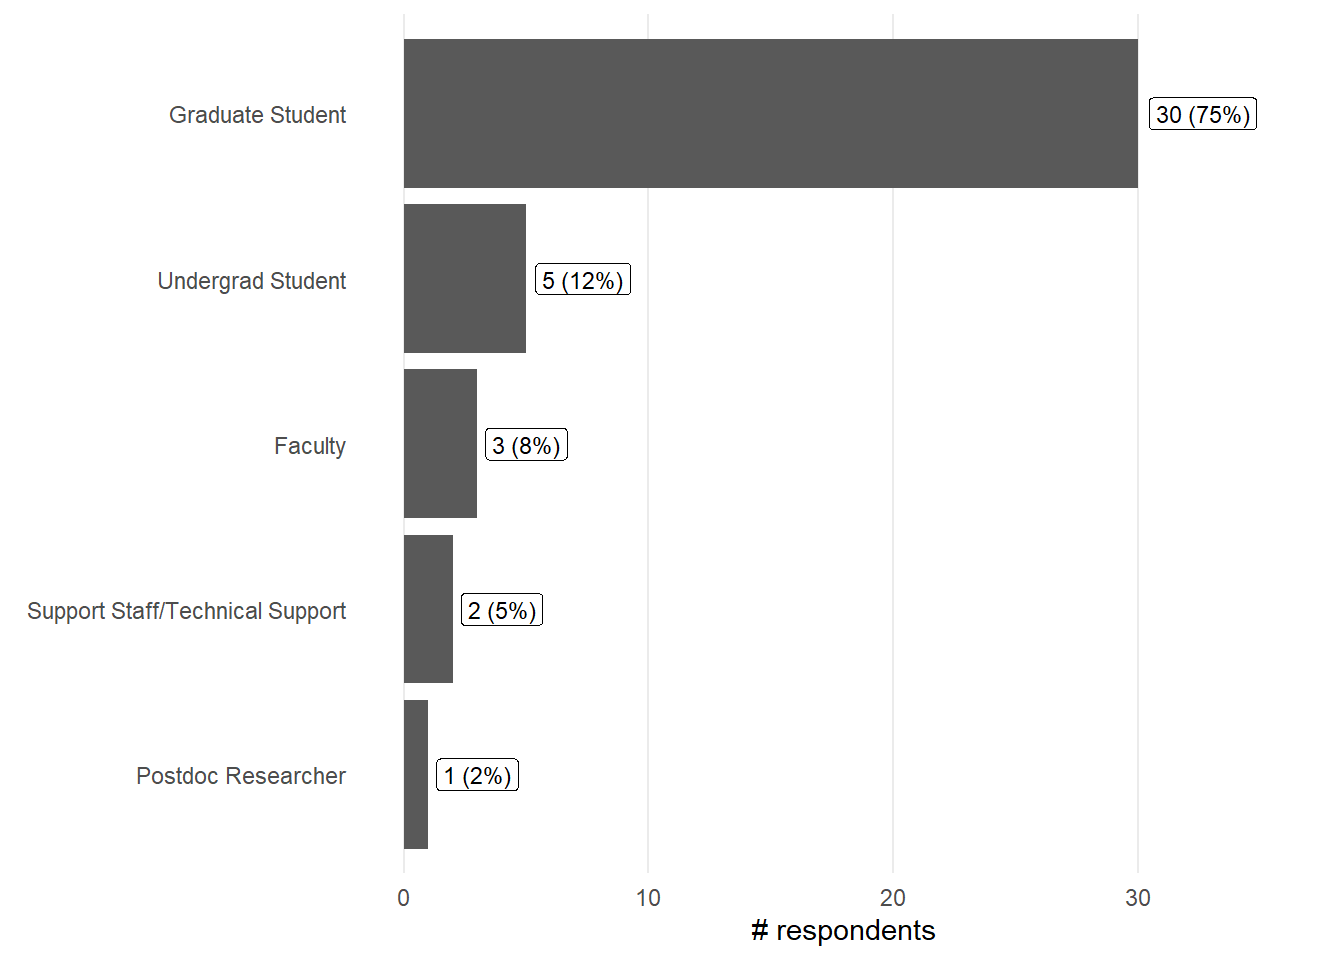 Graduate Student
30 (75%)
Undergrad Student
5 (12%)
Faculty
3 (8%)
Support Staff/Technical Support
2 (5%)
Postdoc Researcher
1 (2%)
0 10 20 30
# respondents